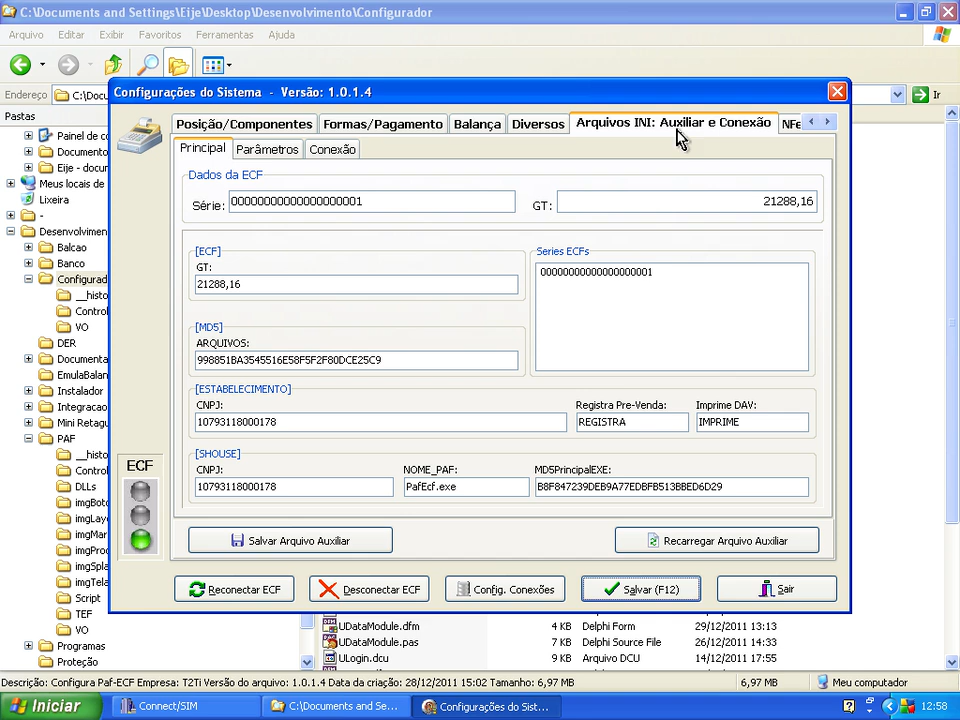 C:\Documents and Settings\Eije\Desktop\Desenvolvimento\Configurador
Arquivo Editar Exibir Favoritos Ferramentas Ajuda
Endereço C:\Docu Ir
Pastas
Configurações do Sistema - Versão: 1.0.1.4
Posição/Componentes Formas/Pagamento Balança Diversos Arquivos INI: Auxiliar e Conexão NFe
Principal Parâmetros Conexão
Painel de co
Documento
Eije - docur
Meus locais de
Lixeira
-
Desenvolvimen
Balcao
Banco
Configurad
__histo
Control
VO
DER
Documenta
EmulaBalan
Instalador
Integracao
Mini Retagu
PAF
__histo
Control
DLLs
imgBoto
imgLayo
imgMar
imgProc
imgSpla
imgTela
Script
TEF
VO
Programas
Proteção
Dados da ECF
Série: 00000000000000000001 GT: 21288,16
[ECF]
GT:
21288,16
Series ECFs
00000000000000000001
[MD5]
ARQUIVOS:
998851BA3545516E58F5F2F80DCE25C9
[ESTABELECIMENTO]
CNPJ: Registra Pre-Venda: Imprime DAV:
10793118000178 REGISTRA IMPRIME
[SHOUSE]
CNPJ: NOME_PAF: MD5PrincipalEXE:
10793118000178 PafEcf.exe B8F847239DEB9A77EDBFB513BBED6D29
ECF
Salvar Arquivo Auxiliar Recarregar Arquivo Auxiliar
Reconectar ECF Desconectar ECF Config. Conexões Salvar (F12) Sair
UDataModule.dfm 4 KB Delphi Form 29/12/2011 13:13
UDataModule.pas 6 KB Delphi Source File 26/12/2011 14:33
ULogin.dcu 9 KB Arquivo DCU 14/12/2011 17:55
Descrição: Configura Paf-ECF Empresa: T2Ti Versão do arquivo: 1.0.1.4 Data da criação: 28/12/2011 15:02 Tamanho: 6,97 MB 6,97 MB Meu computador
Iniciar Connect/SIM C:\Documents and Se... Configurações do Sist... 12:58